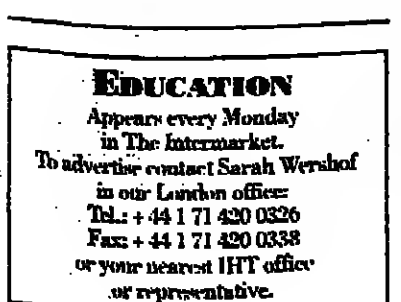 EDUCATION
Appears every Monday
in The Intermarket.
To advertise contact Sarah Wershof
in our London office:
Tel.: + 44 1 71 420 0326
Fax: + 44 1 71 420 0338
or your nearest IHT office
or representative.